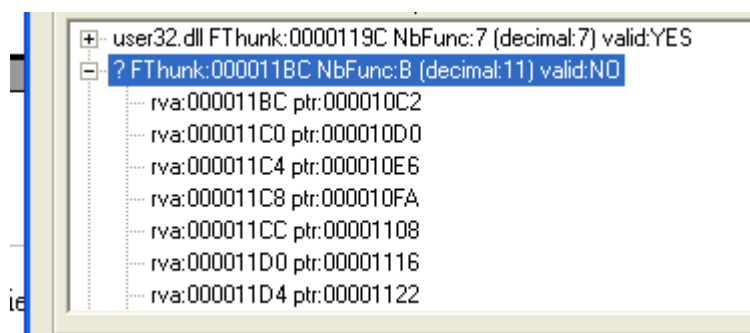 user32.dll FThunk:0000119C NbFunc:7 (decimal:7) valid:YES
? FThunk:000011BC NbFunc:B (decimal:11) valid:NO
rva:000011BC ptr:000010C2
rva:000011C0 ptr:000010D0
rva:000011C4 ptr:000010E6
rva:000011C8 ptr:000010FA
rva:000011CC ptr:00001108
rva:000011D0 ptr:00001116
rva:000011D4 ptr:00001122
ie